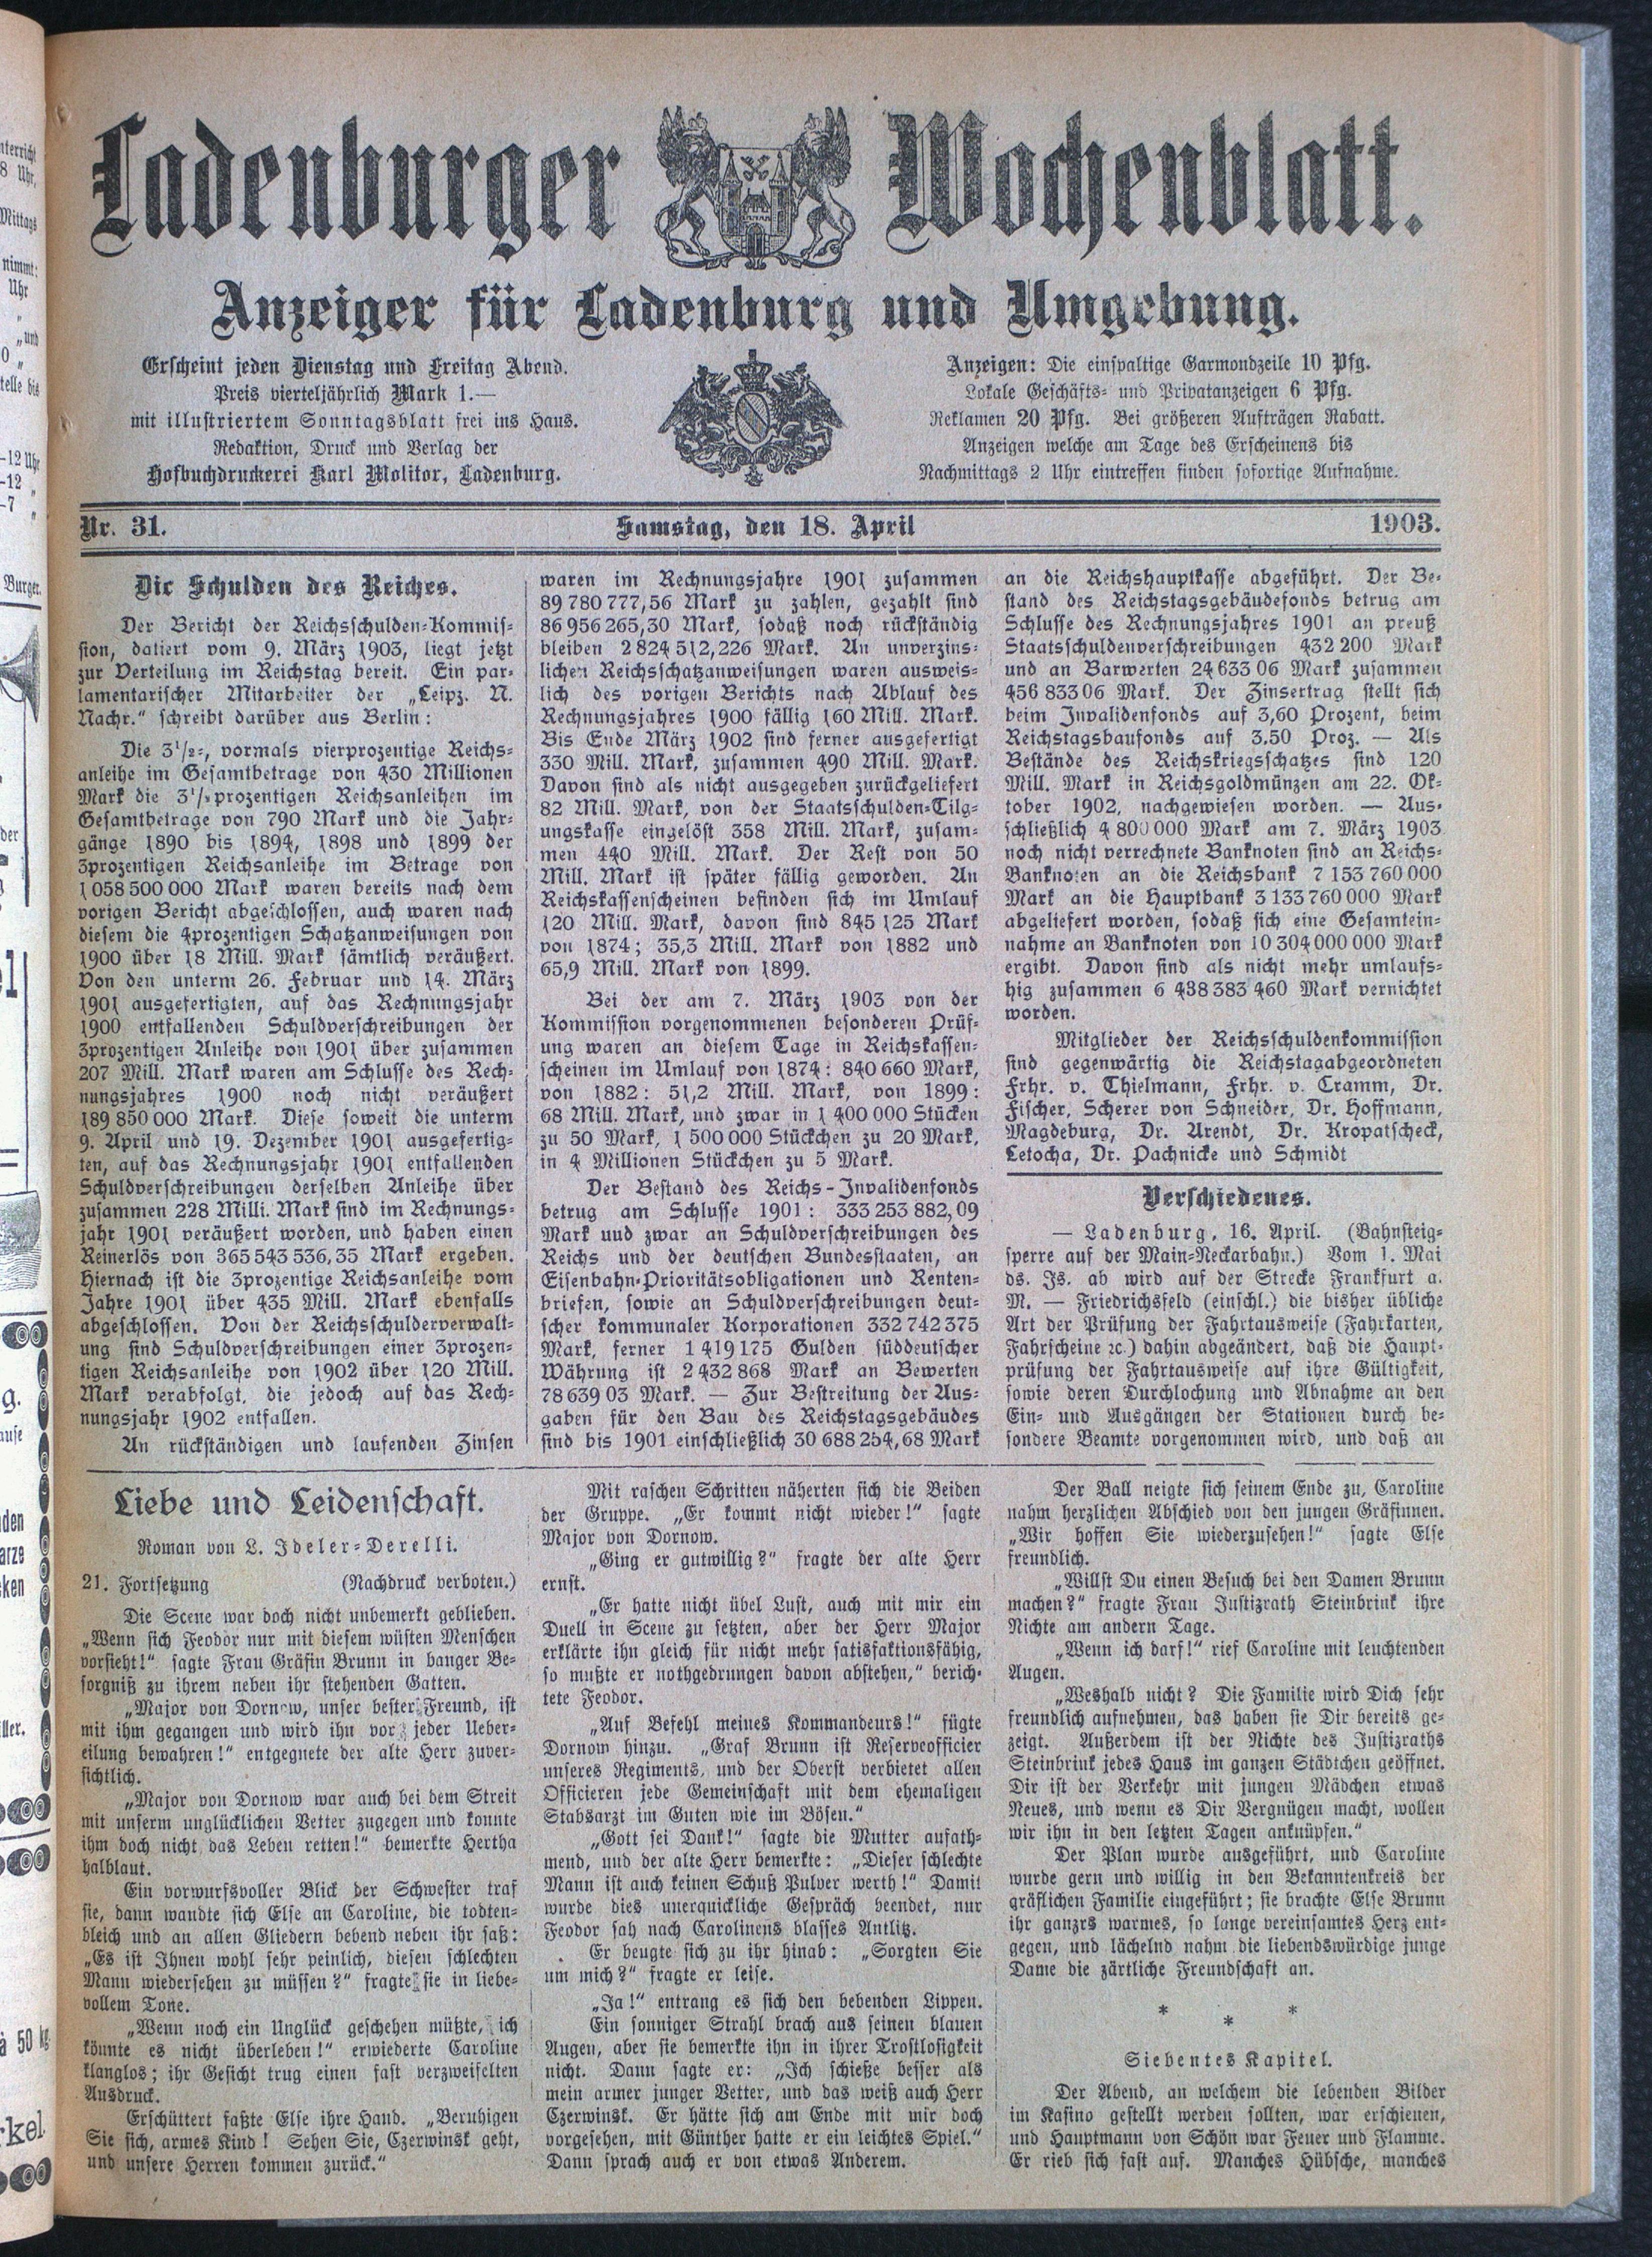 Ladenburger Wochenblatt.
Anzeiger für Ladenburg und Umgebung.
Erscheint jeden Dienstag und Freitag Abend.
Preis vierteljährlich Mark 1.—
mit illustriertem Sonntagsblatt frei ins Haus.
Redaktion, Druck und Verlag der
Hofbuchdruckerei Karl Molitor, Ladenburg.
Anzeigen: Die einspaltige Garmondzeile 10 Pfg.
Lokale Geschäfts- und Privatanzeigen 6 Pfg.
Reklamen 20 Pfg. Bei größeren Aufträgen Rabatt.
Anzeigen welche am Tage des Erscheinens bis
Nachmittags 2 Uhr eintreffen finden sofortige Aufnahme.
Nr. 31. Samstag, den 18. April 1903.
Die Schulden des Reiches.
Der Bericht der Reichsschulden-Kommis-
sion, datiert vom 9. März 1903, liegt jetzt
zur Verteilung im Reichstag bereit. Ein par-
lamentarischer Mitarbeiter der „Leipz. N.
Nachr.“ schreibt darüber aus Berlin:
Die 3½-, vormals vierprozentige Reichs-
anleihe im Gesamtbetrage von 430 Millionen
Mark die 3½prozentigen Reichsanleihen im
Gesamtbetrage von 790 Mark und die Jahr-
gänge 1890 bis 1894, 1898 und 1899 der
3prozentigen Reichsanleihe im Betrage von
1 058 500 000 Mark waren bereits nach dem
vorigen Bericht abgeschlossen, auch waren nach
diesem die 4prozentigen Schatzanweisungen von
1900 über 18 Mill. Mark sämtlich veräußert.
Von den unterm 26. Februar und 14. März
1901 ausgefertigten, auf das Rechnungsjahr
1900 entfallenden Schuldverschreibungen der
3prozentigen Anleihe von 1901 über zusammen
207 Mill. Mark waren am Schlusse des Rech-
nungsjahres 1900 noch nicht veräußert
189 850 000 Mark. Diese soweit die unterm
9. April und 19. Dezember 1901 ausgefertig-
ten, auf das Rechnungsjahr 1901 entfallenden
Schuldverschreibungen derselben Anleihe über
zusammen 228 Milli. Mark sind im Rechnungs-
jahr 1901 veräußert worden, und haben einen
Reinerlös von 365 543 536,35 Mark ergeben.
Hiernach ist die 3prozentige Reichsanleihe vom
Jahre 1901 über 435 Mill. Mark ebenfalls
abgeschlossen. Von der Reichsschulderverwalt-
ung sind Schuldverschreibungen einer 3prozen-
tigen Reichsanleihe von 1902 über 120 Mill.
Mark verabfolgt, die jedoch auf das Rech-
nungsjahr 1902 entfallen.
An rückständigen und laufenden Zinsen
waren im Rechnungsjahre 1901 zusammen
89 780 777,56 Mark zu zahlen, gezahlt sind
86 956 265,30 Mark, sodaß noch rückständig
bleiben 2 824 512,226 Mark. An unverzins-
lichen Reichsschatzanweisungen waren ausweis-
lich des vorigen Berichts nach Ablauf des
Rechnungsjahres 1900 fällig 160 Mill. Mark.
Bis Ende März 1902 sind ferner ausgefertigt
330 Mill. Mark, zusammen 490 Mill. Mark.
Davon sind als nicht ausgegeben zurückgeliefert
82 Mill. Mark, von der Staatsschulden-Tilg-
ungskasse eingelöst 358 Mill. Mark, zusam-
men 440 Mill. Mark. Der Rest von 50
Mill. Mark ist später fällig geworden. An
Reichskassenscheinen befinden sich im Umlauf
120 Mill. Mark, davon sind 845 125 Mark
von 1874; 35,3 Mill. Mark von 1882 und
65,9 Mill. Mark von 1899.
Bei der am 7. März 1903 von der
Kommission vorgenommenen besonderen Prüf-
ung waren an diesem Tage in Reichskassen-
scheinen im Umlauf von 1874: 840 660 Mark,
von 1882: 51,2 Mill. Mark, von 1899:
68 Mill. Mark, und zwar in 1 400 000 Stücken
zu 50 Mark, 1 500 000 Stückchen zu 20 Mark,
in 4 Millionen Stückchen zu 5 Mark.
Der Bestand des Reichs-Invalidenfonds
betrug am Schlusse 1901: 333 253 882,09
Mark uud zwar an Schuldverschreibungen des
Reichs und der deutschen Bundesstaaten, an
Eisenbahn-Prioritätsobligationen und Renten-
briefen, sowie an Schuldverschreibungen deut-
scher kommunaler Korporationen 332 742 375
Mark, ferner 1 419 175 Gulden süddeutscher
Währung ist 2 432 868 Mark an Bewerten
78 639 03 Mark. — Zur Bestreitung der Aus-
gaben für den Bau des Reichstagsgebäudes
sind bis 1901 einschließlich 30 688 254,68 Mark
an die Reichshauptkasse abgeführt. Der Be-
stand des Reichstagsgebäudefonds betrug am
Schlusse des Rechnungsjahres 1901 an preuß
Staatsschuldenverschreibungen 432 200 Mark
und an Barwerten 24 633 06 Mark zusammen
456 833 06 Mark. Der Zinsertrag stellt sich
beim Invalidenfonds auf 3,60 Prozent, beim
Reichstagsbaufonds auf 3.50 Proz. — Als
Bestände des Reichskriegsschatzes sind 120
Mill. Mark in Reichsgoldmünzen am 22. Ok-
tober 1902, nachgewiesen worden. — Aus-
schließlich 4 800 000 Mark am 7. März 1903
noch nicht verrechnete Banknoten sind an Reichs-
Banknoten an die Reichsbank 7 153 760 000
Mark an die Hauptbank 3 133 760 000 Mark
abgeliefert worden, sodaß sich eine Gesamtein-
nahme an Banknoten von 10 304 000 000 Mark
ergibt. Davon sind als nicht mehr umlaufs-
hig zusammen 6 438 383 460 Mark vernichtet
worden.
Mitglieder der Reichsschuldenkommission
sind gegenwärtig die Reichstagabgeordneten
Frhr. v. Thielmann, Frhr. v. Cramm, Dr.
Fischer, Scherer von Schneider, Dr. Hoffmann,
Magdeburg, Dr. Arendt, Dr. Kropatscheck,
Letocha, Dr. Pachnicke und Schmidt
Verschiedenes.
— Ladenburg, 16. April. (Bahnsteig-
sperre auf der Main-Neckarbahn.) Vom 1. Mai
ds. Js. ab wird auf der Strecke Frankfurt a.
M. — Friedrichsfeld (einschl.) die bisher übliche
Art der Prüfung der Fahrtausweise (Fahrkarten,
Fahrscheine ꝛc.) dahin abgeändert, daß die Haupt-
prüfung der Fahrtausweise auf ihre Gültigkeit,
sowie deren Durchlochung und Abnahme an den
Ein- und Ausgängen der Stationen durch be-
sondere Beamte vorgenommen wird, und daß an
Liebe und Leidenschaft.
Roman von L. Ideler-Derelli.
21. Fortsetzung (Nachdruck verboten.)
Die Scene war doch nicht unbemerkt geblieben.
„Wenn sich Feodor nur mit diesem wüsten Menschen
vorsieht!“ sagte Frau Gräfin Brunn in banger Be-
sorgniß zu ihrem neben ihr stehenden Gatten.
„Major von Dornow, unser bester Freund, ist
mit ihm gegangen und wird ihn vor jeder Ueber-
eilung bewahren!“ entgegnete der alte Herr zuver-
sichtlich.
„Major von Dornow war auch bei dem Streit
mit unserm unglücklichen Vetter zugegen und konnte
ihm doch nicht das Leben retten!“ bemerkte Hertha
halblaut.
Ein vorwurfsvoller Blick der Schwester traf
sie, dann wandte sich Else an Caroline, die todten-
bleich und an allen Gliedern bebend neben ihr saß:
„Es ist Ihnen wohl sehr peinlich, diesen schlechten
Mann wiedersehen zu müssen?“ fragte sie in liebe-
vollem Tone.
„Wenn noch ein Unglück geschehen müßte, ich
könnte es nicht überleben!“ erwiederte Caroline
klanglos; ihr Gesicht trug einen fast verzweifelten
Ausdruck.
Erschüttert faßte Else ihre Hand. „Beruhigen
Sie sich, armes Kind! Sehen Sie, Czerwinsk geht,
und unsere Herren kommen zurück.“
Mit raschen Schritten näherten sich die Beiden
der Gruppe. „Er kommt nicht wieder!“ sagte
Major von Dornow.
„Ging er gutwillig?“ fragte der alte Herr
ernst.
„Er hatte nicht übel Lust, auch mit mir ein
Duell in Scene zu setzten, aber der Herr Major
erklärte ihn gleich für nicht mehr satisfaktionsfähig,
so mußte er nothgedrungen davon abstehen,“ berich-
tete Feodor.
„Auf Befehl meines Kommandeurs!“ fügte
Dornow hinzu. „Graf Brunn ist Reserveofficier
unseres Regiments, und der Oberst verbietet allen
Officieren jede Gemeinschaft mit dem ehemaligen
Stabsarzt im Guten wie im Bösen.“
„Gott sei Dank!“ sagte die Mutter aufath-
mend, und der alte Herr bemerkte: „Dieser schlechte
Mann ist auch keinen Schuß Pulver werth!“ Damit
wurde dies unerquickliche Gespräch beendet, nur
Feodor sah nach Carolinens blasses Antlitz.
Er beugte sich zu ihr hinab: „Sorgten Sie
um mich?“ fragte er leise.
„Ja!“ entrang es sich den bebenden Lippen.
Ein sonniger Strahl brach aus seinen blauen
Augen, aber sie bemerkte ihn in ihrer Trostlosigkeit
nicht. Dann sagte er: „Ich schieße besser als
mein armer junger Vetter, und das weiß auch Herr
Czerwinsk. Er hätte sich am Ende mit mir doch
vorgesehen, mit Günther hatte er ein leichtes Spiel.“
Dann sprach auch er von etwas Anderem.
Der Ball neigte sich seinem Ende zu, Caroline
nahm herzlichen Abschied von den jungen Gräfinnen.
„Wir hoffen Sie wiederzusehen!“ sagte Else
freundlich.
„Willst Du einen Besuch bei den Damen Brunn
machen?“ fragte Frau Justizrath Steinbrink ihre
Nichte am andern Tage.
„Wenn ich darf!“ rief Caroline mit leuchtenden
Augen.
„Weshalb nicht? Die Familie wird Dich sehr
freundlich aufnehmen, das haben sie Dir bereits ge-
zeigt. Außerdem ist der Nichte des Justizraths
Steinbrink jedes Haus im ganzen Städtchen geöffnet.
Dir ist der Verkehr mit jungen Mädchen etwas
Neues, und wenn es Dir Vergnügen macht, wollen
wir ihn in den letzten Tagen anknüpfen.“
Der Plan wurde ausgeführt, und Caroline
wurde gern und willig in den Bekanntenkreis der
gräflichen Familie eingeführt; sie brachte Else Brunn
ihr ganzrs warmes, so lange vereinsamtes Herz ent-
gegen, und lächelnd nahm die liebendswürdige junge
Dame die zärtliche Freundschaft an.
* *
*
Siebentes Kapitel.
Der Abend, an welchem die lebenden Bilder
im Kasino gestellt werden sollten, war erschienen,
und Hauptmann von Schön war Feuer und Flamme.
Er rieb sich fast auf. Manches Hübsche, manches